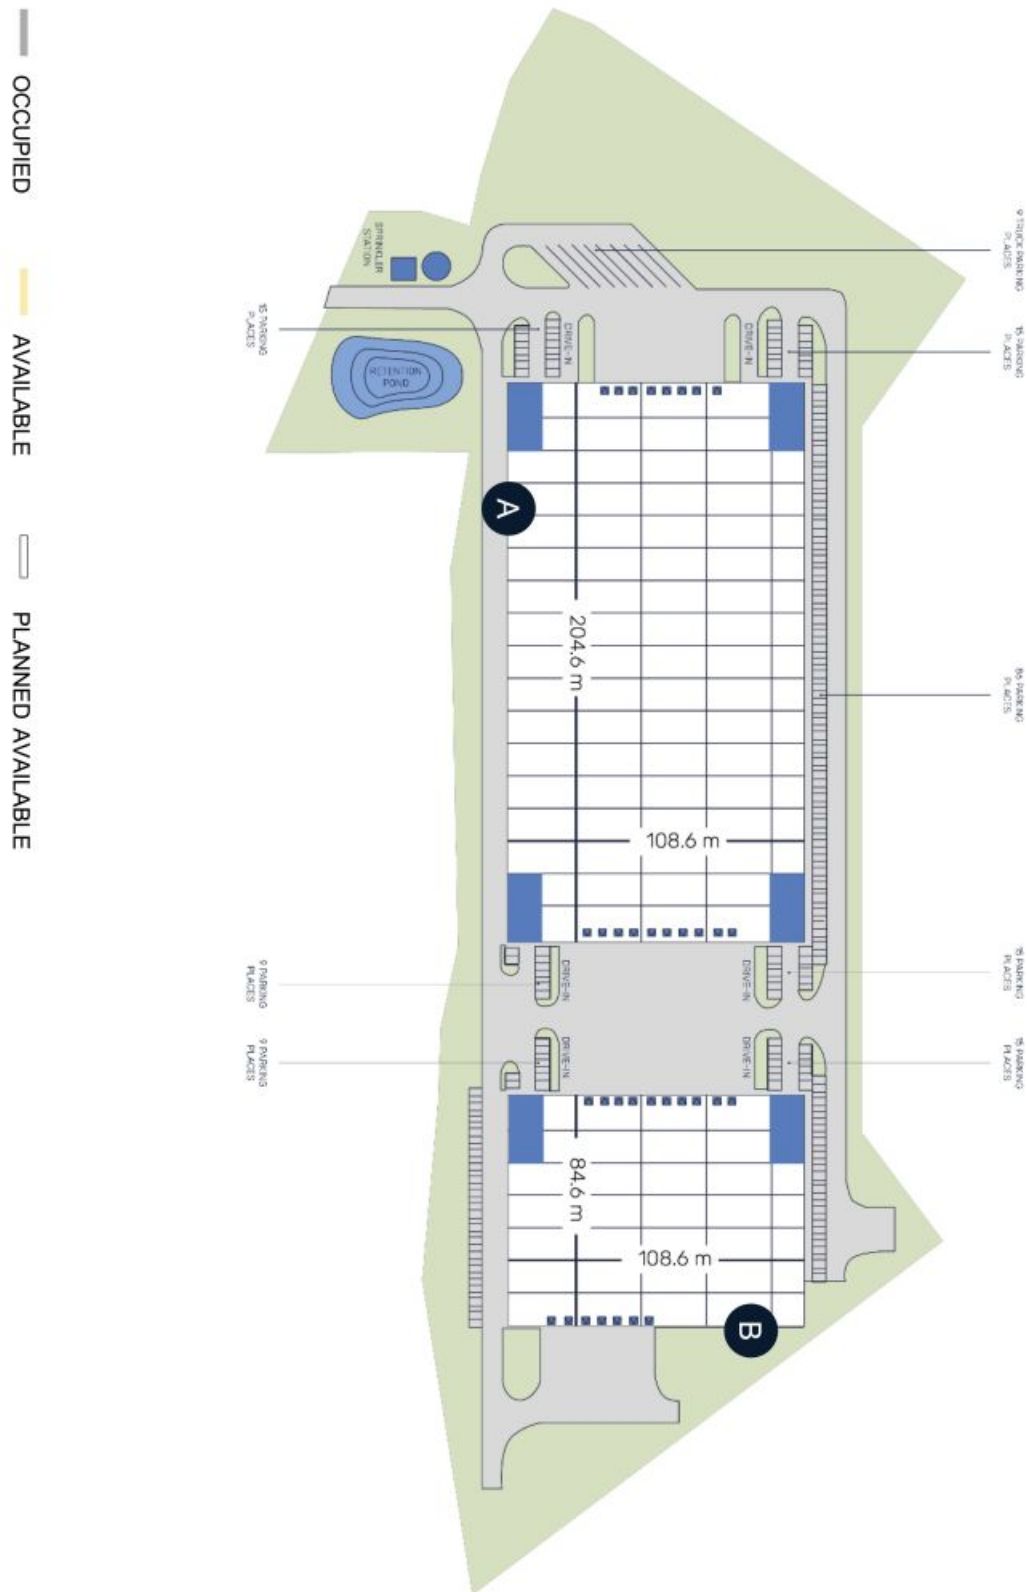 OCCUPIED
AVAILABLE
PLANNED AVAILABLE
9 TRUCK PARKING
PLACES
15 PARKING
PLACES
86 PARKING
PLACES
15 PARKING
PLACES
15 PARKING
PLACES
SPRINKLER
STATION
15 PARKING
PLACES
RETENTION
POND
DRIVE-IN
DRIVE-IN
A
204.6 m
108.6 m
DRIVE-IN
DRIVE-IN
9 PARKING
PLACES
DRIVE-IN
DRIVE-IN
9 PARKING
PLACES
84.6 m
108.6 m
B